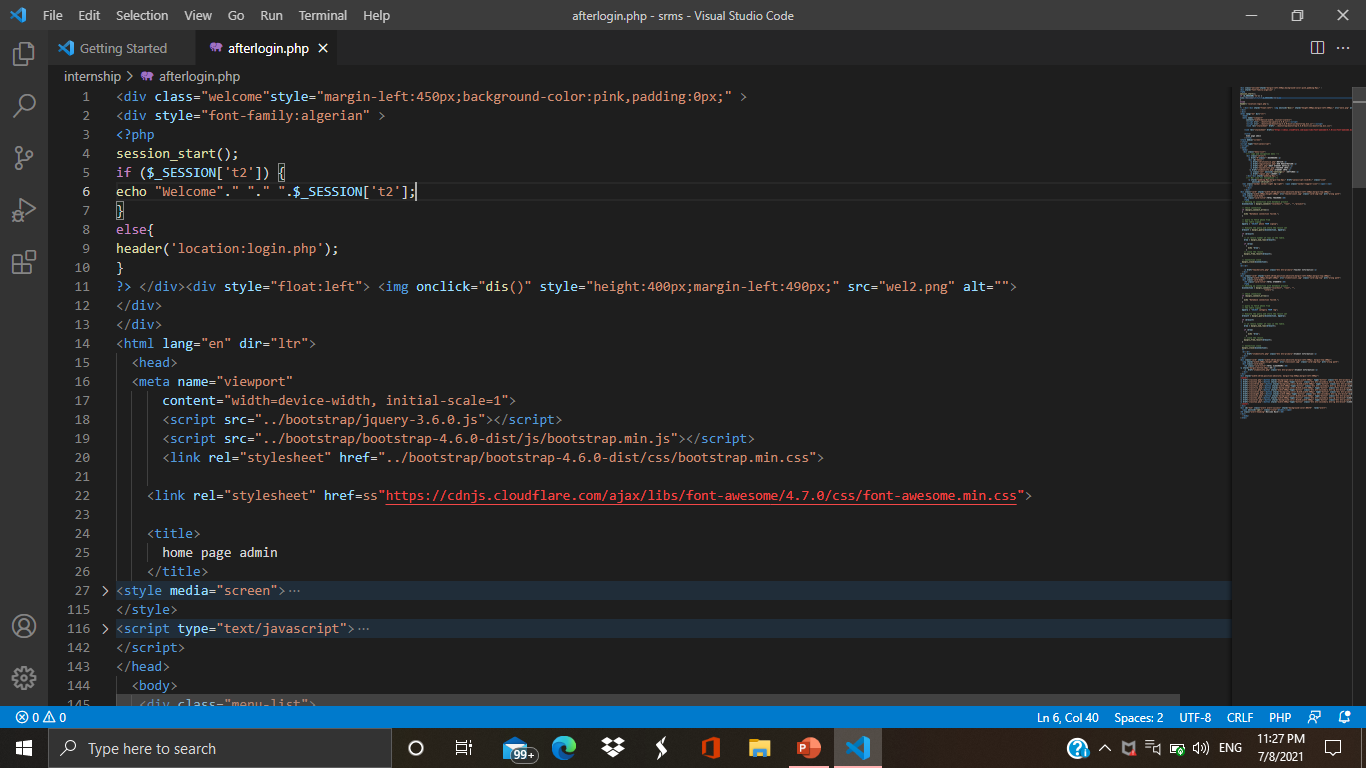 File Edit Selection View Go Run Terminal Help afterlogin.php - srms - Visual Studio Code
Getting Started afterlogin.php
internship > afterlogin.php
1 <div class="welcome"style="margin-left:450px;background-color:pink,padding:0px;" >
2 <div style="font-family:algerian" >
3 <?php
4 session_start();
5 if ($_SESSION['t2']) {
6 echo "Welcome"." "." ".$_SESSION['t2'];
7 }
8 else{
9 header('location:login.php');
10 }
11 ?> </div><div style="float:left"> <img onclick="dis()" style="height:400px;margin-left:490px;" src="wel2.png" alt="">
12 </div>
13 </div>
14 <html lang="en" dir="ltr">
15 <head>
16 <meta name="viewport"
17 content="width=device-width, initial-scale=1">
18 <script src="../bootstrap/jquery-3.6.0.js"></script>
19 <script src="../bootstrap/bootstrap-4.6.0-dist/js/bootstrap.min.js"></script>
20 <link rel="stylesheet" href="../bootstrap/bootstrap-4.6.0-dist/css/bootstrap.min.css">
21
22 <link rel="stylesheet" href=ss"https://cdnjs.cloudflare.com/ajax/libs/font-awesome/4.7.0/css/font-awesome.min.css">
23
24 <title>
25 home page admin
26 </title>
27 <style media="screen">…
115 </style>
116 <script type="text/javascript">…
142 </script>
143 </head>
144 <body>
145 <div class="menu-list">
0 0 Ln 6, Col 40 Spaces: 2 UTF-8 CRLF PHP
Type here to search 99+ ENG 11:27 PM
7/8/2021